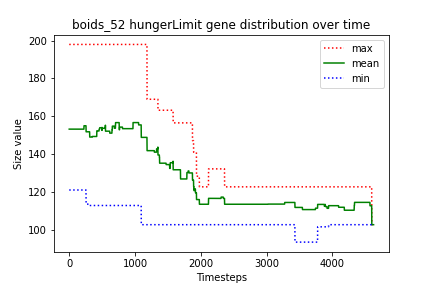 boids_52 hungerLimit gene distribution over time
max
mean
min
Size value
200
180
160
140
120
100
0
1000
2000
3000
4000
Timesteps